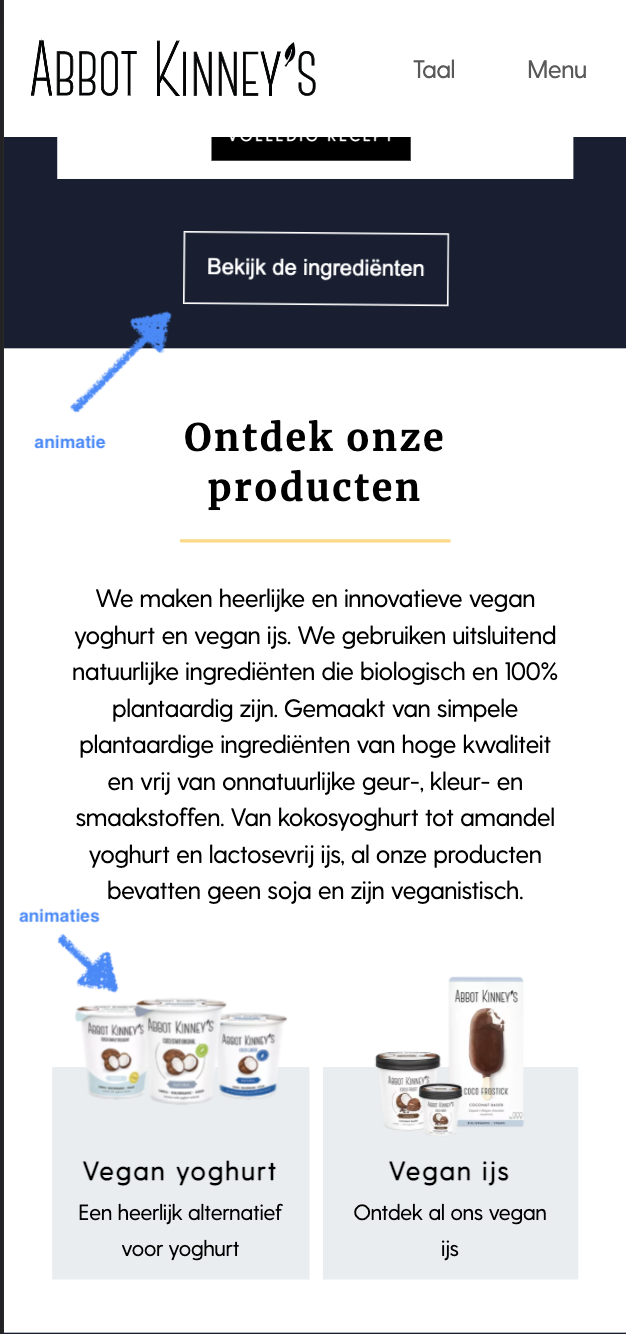 ABBOT KINNEY'S
Taal
Menu
VOLLEDIG RECEPT
Bekijk de ingrediënten
animatie
Ontdek onze
producten
We maken heerlijke en innovatieve vegan
yoghurt en vegan ijs. We gebruiken uitsluitend
natuurlijke ingrediënten die biologisch en 100%
plantaardig zijn. Gemaakt van simpele
plantaardige ingrediënten van hoge kwaliteit
en vrij van onnatuurlijke geur-, kleur- en
smaakstoffen. Van kokosyoghurt tot amandel
yoghurt en lactosevrij ijs, al onze producten
bevatten geen soja en zijn veganistisch.
animaties
ABBOT KINNEY'S
ABBOT KINNEY'S
ABBOT KINNEY'S
ABBOT KINNEY'S
COCO FROSTICK
ABBOT KINNEY'S
ABBOT KINNEY'S
Vegan yoghurt
Een heerlijk alternatief
voor yoghurt
Vegan ijs
Ontdek al ons vegan
ijs